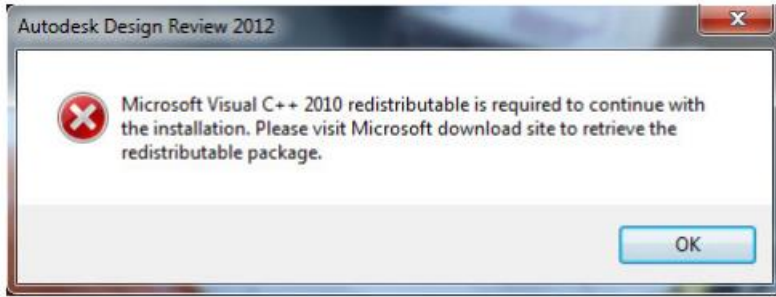 Autodesk Design Review 2012
Microsoft Visual C++ 2010 redistributable is required to continue with
the installation. Please visit Microsoft download site to retrieve the
redistributable package.
OK